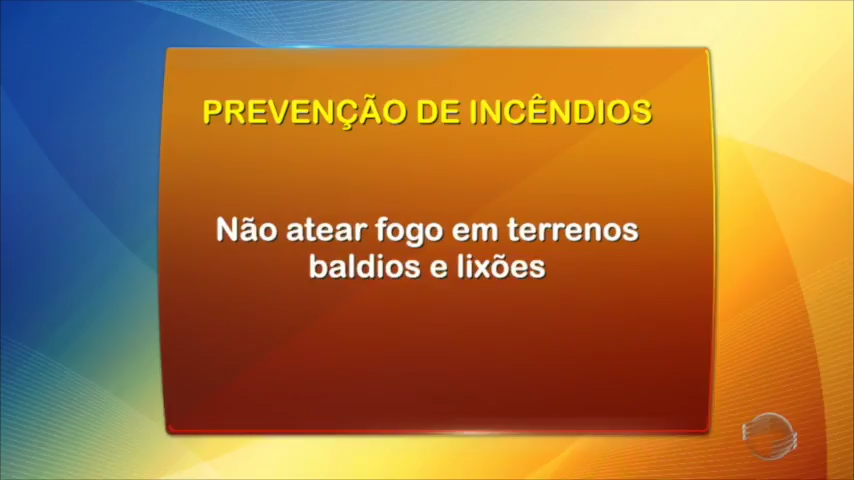 PREVENÇÃO DE INCÊNDIOS
Não atear fogo em terrenos
baldios e lixões